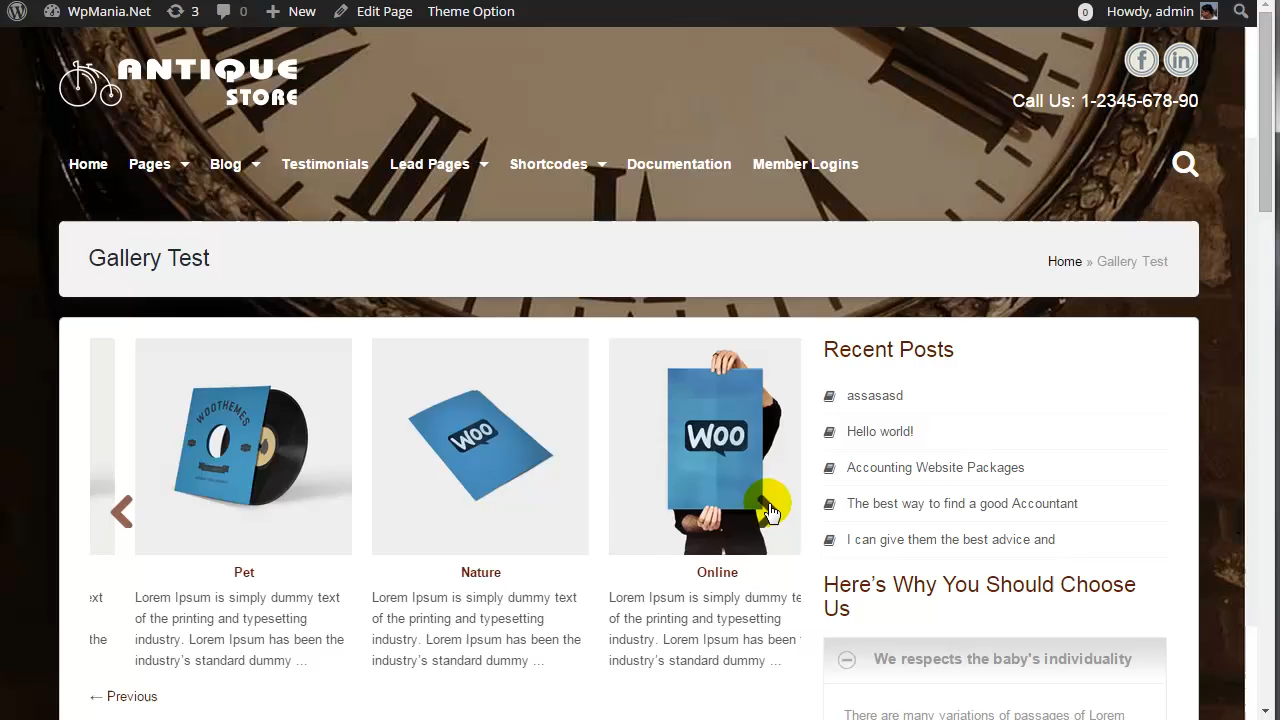 WpMania.Net 3 0 New Edit Page Theme Option 0 Howdy, admin
ANTIQUE
STORE
Call Us: 1-2345-678-90
Home Pages Blog Testimonials Lead Pages Shortcodes Documentation Member Logins
Gallery Test
Home » Gallery Test
WOOTHEMES
WOO
WOO
Pet
Nature
Online
ext
Lorem Ipsum is simply dummy text
of the printing and typesetting
industry. Lorem Ipsum has been the
industry's standard dummy ...
the
Lorem Ipsum is simply dummy text
of the printing and typesetting
industry. Lorem Ipsum has been the
industry's standard dummy ...
Lorem Ipsum is simply dummy te
of the printing and typesetting
industry. Lorem Ipsum has been
industry's standard dummy ...
← Previous
Recent Posts
assasasd
Hello world!
Accounting Website Packages
The best way to find a good Accountant
I can give them the best advice and
Here's Why You Should Choose
Us
We respects the baby's individuality
There are many variations of passages of Lorem